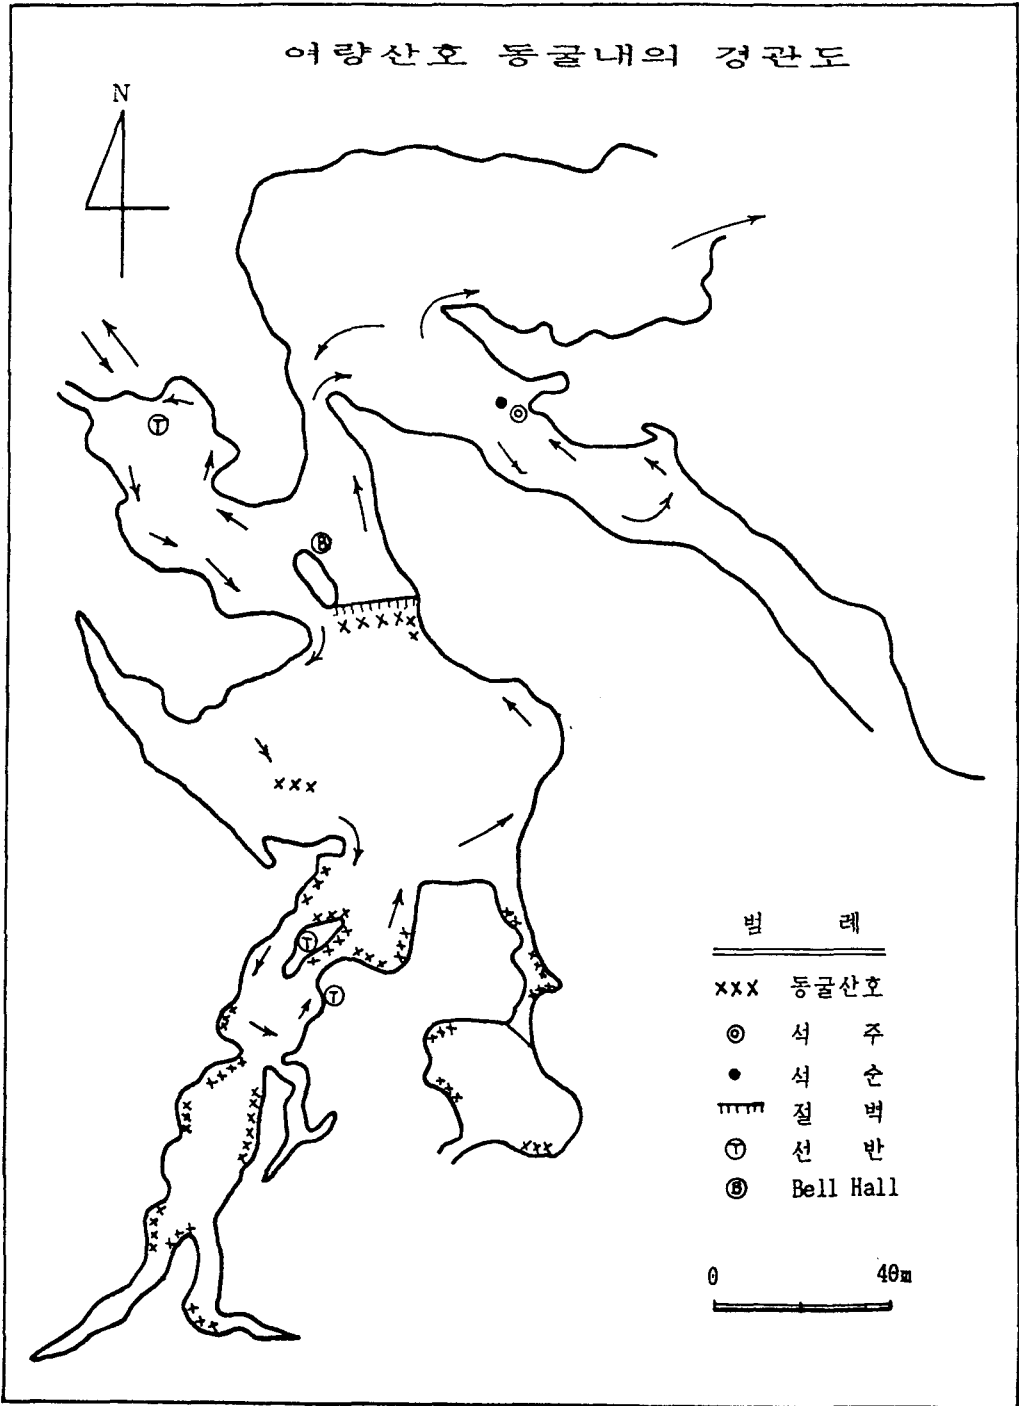 여량산호 동굴내의 경관도
N
T
B
T
T
범 례
xxx 동굴산호
석 주
석 순
절 벽
T 선 반
B Bell Hall
0 40m